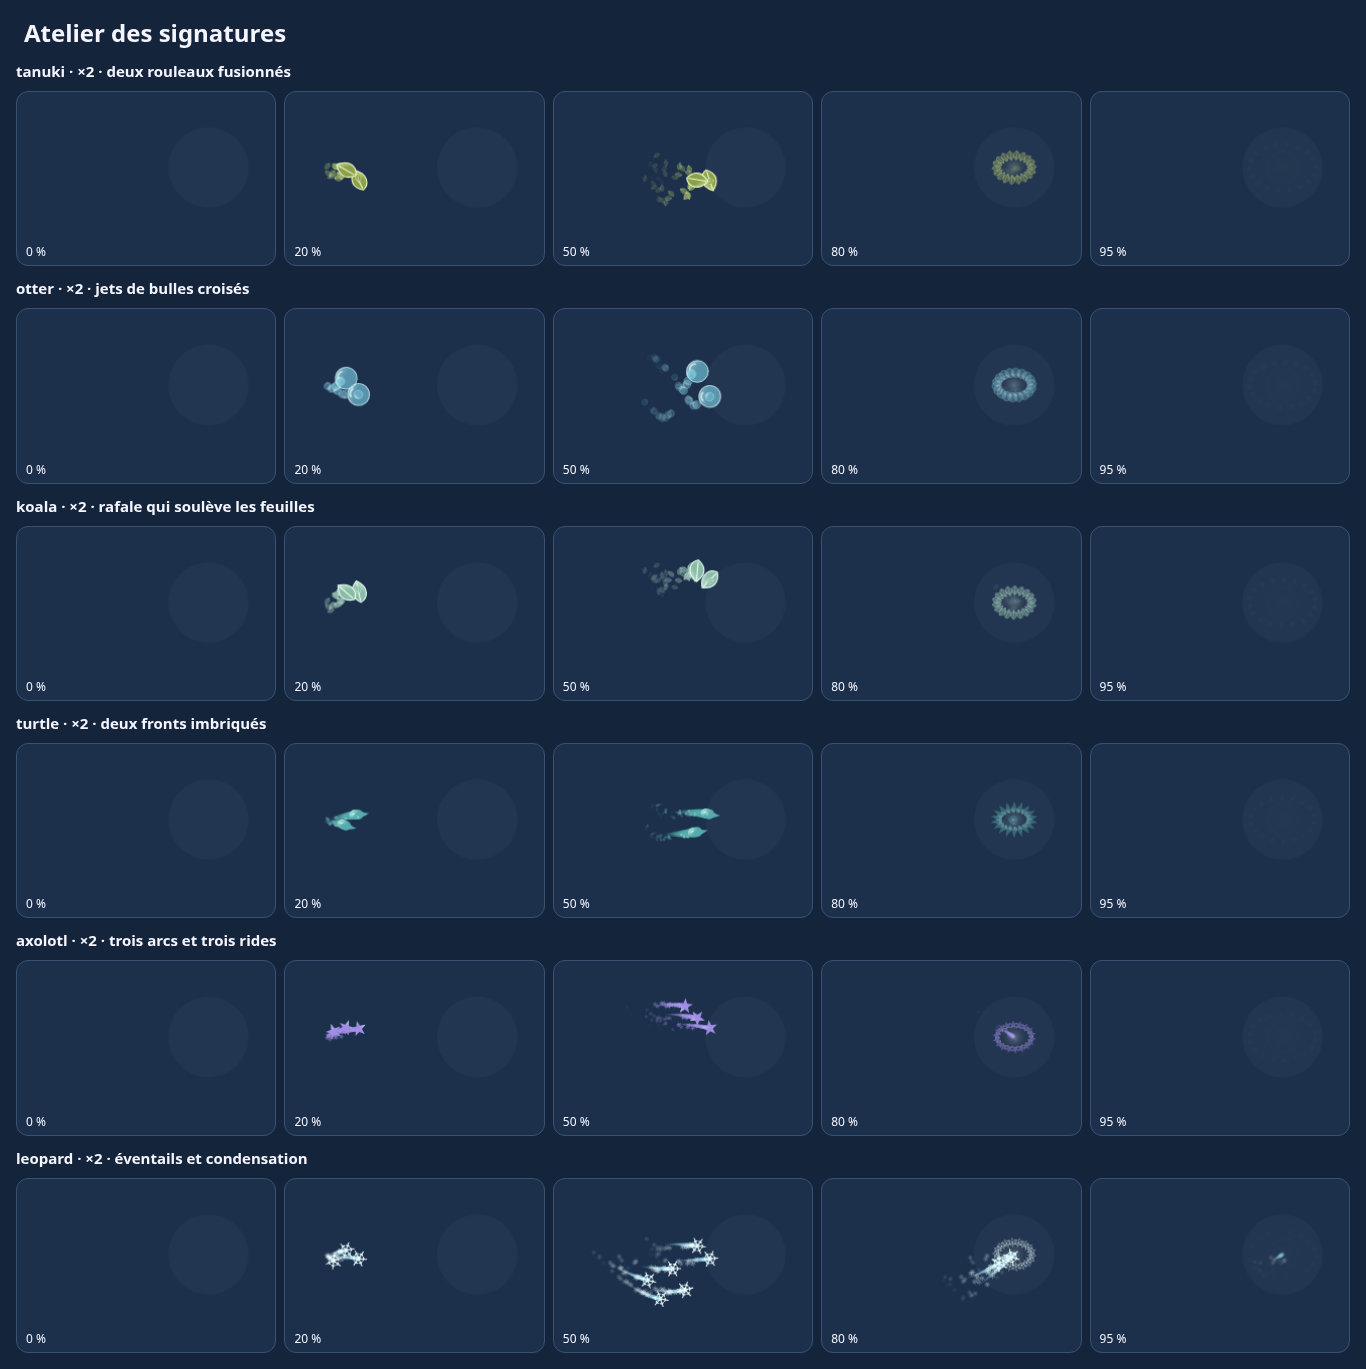 Atelier des signatures
tanuki · ×2 · deux rouleaux fusionnés
0 % 20 % 50 % 80 % 95 %
otter · ×2 · jets de bulles croisés
0 % 20 % 50 % 80 % 95 %
koala · ×2 · rafale qui soulève les feuilles
0 % 20 % 50 % 80 % 95 %
turtle · ×2 · deux fronts imbriqués
0 % 20 % 50 % 80 % 95 %
axolotl · ×2 · trois arcs et trois rides
0 % 20 % 50 % 80 % 95 %
leopard · ×2 · éventails et condensation
0 % 20 % 50 % 80 % 95 %